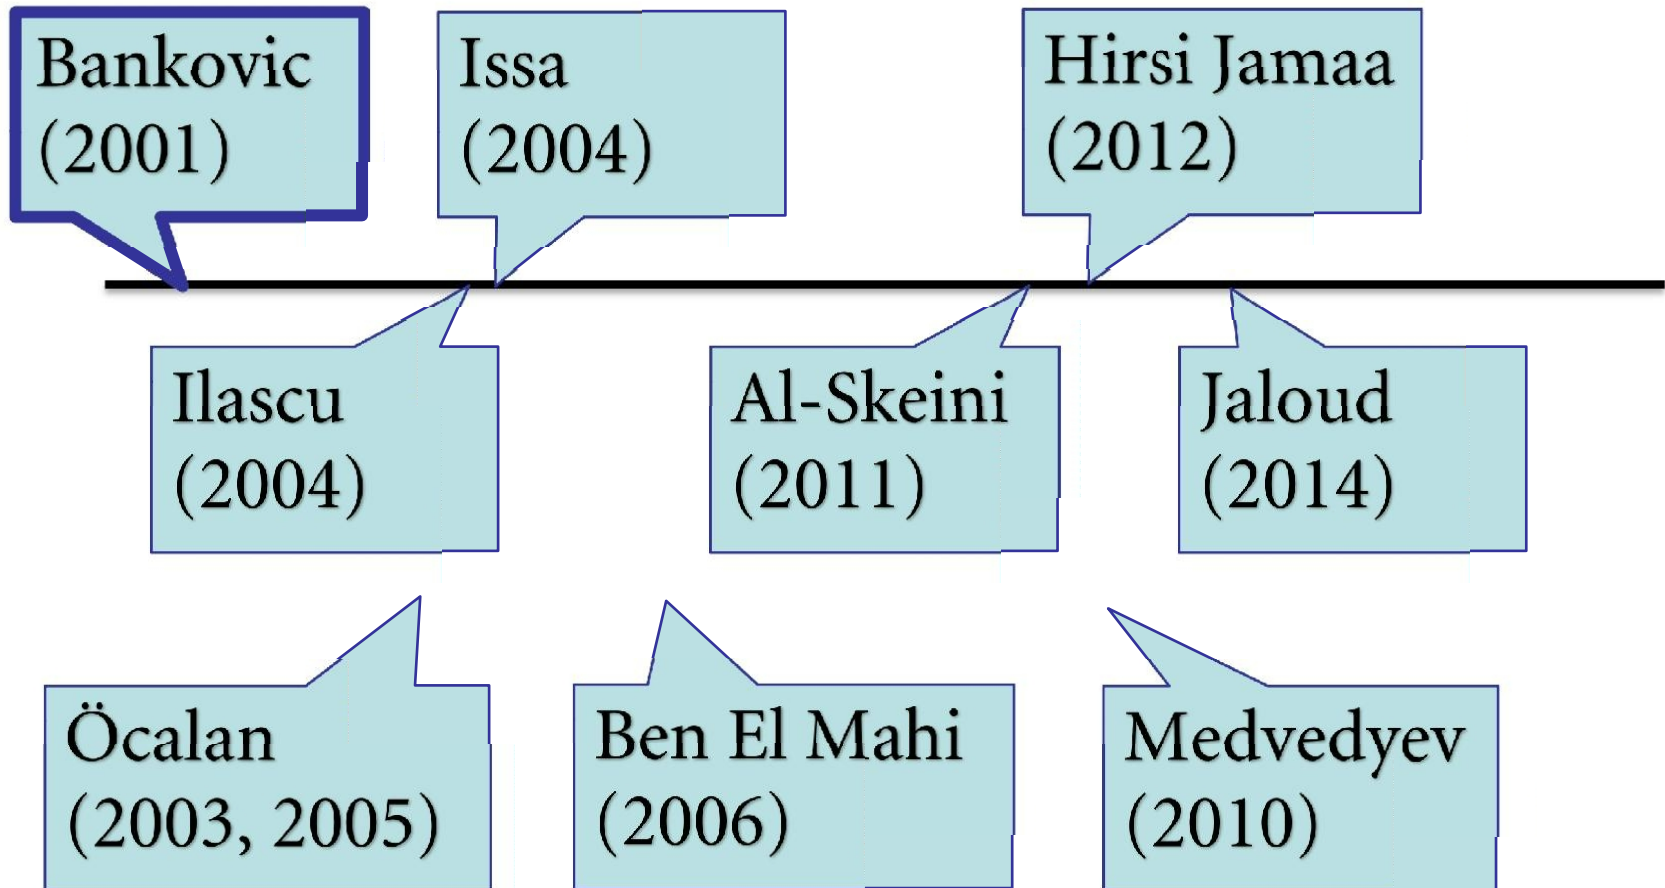 Bankovic
(2001)
Issa
(2004)
Hirsi Jamaa
(2012)
Ilascu
(2004)
Al-Skeini
(2011)
Jaloud
(2014)
Öcalan
(2003, 2005)
Ben El Mahi
(2006)
Medvedyev
(2010)